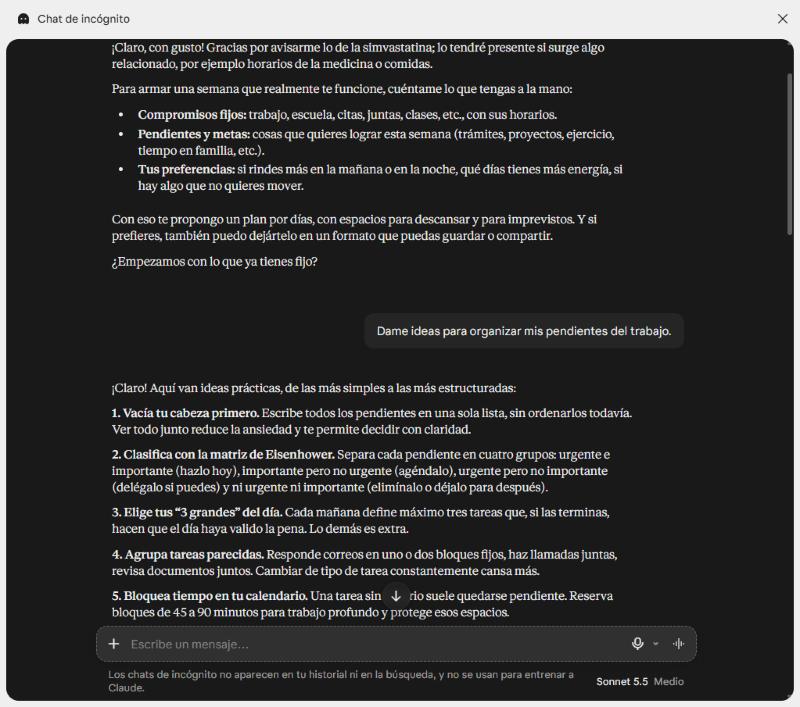 Chat de incógnito
¡Claro, con gusto! Gracias por avisarme lo de la simvastatina; lo tendré presente si surge algo
relacionado, por ejemplo horarios de la medicina o comidas.
Para armar una semana que realmente te funcione, cuéntame lo que tengas a la mano:
• Compromisos fijos: trabajo, escuela, citas, juntas, clases, etc., con sus horarios.
• Pendientes y metas: cosas que quieres lograr esta semana (trámites, proyectos, ejercicio,
tiempo en familia, etc.).
• Tus preferencias: si rindes más en la mañana o en la noche, qué días tienes más energía, si
hay algo que no quieres mover.
Con eso te propongo un plan por días, con espacios para descansar y para imprevistos. Y si
prefieres, también puedo dejártelo en un formato que puedas guardar o compartir.
¿Empezamos con lo que ya tienes fijo?
Dame ideas para organizar mis pendientes del trabajo.
¡Claro! Aquí van ideas prácticas, de las más simples a las más estructuradas:
1. Vacía tu cabeza primero. Escribe todos los pendientes en una sola lista, sin ordenarlos todavía.
Ver todo junto reduce la ansiedad y te permite decidir con claridad.
2. Clasifica con la matriz de Eisenhower. Separa cada pendiente en cuatro grupos: urgente e
importante (hazlo hoy), importante pero no urgente (agéndalo), urgente pero no importante
(delégalo si puedes) y ni urgente ni importante (elimínalo o déjalo para después).
3. Elige tus “3 grandes” del día. Cada mañana define máximo tres tareas que, si las terminas,
hacen que el día haya valido la pena. Lo demás es extra.
4. Agrupa tareas parecidas. Responde correos en uno o dos bloques fijos, haz llamadas juntas,
revisa documentos juntos. Cambiar de tipo de tarea constantemente cansa más.
5. Bloquea tiempo en tu calendario. Una tarea sin rio suele quedarse pendiente. Reserva
bloques de 45 a 90 minutos para trabajo profundo y protege esos espacios.
Escribe un mensaje…
Los chats de incógnito no aparecen en tu historial ni en la búsqueda, y no se usan para entrenar a
Claude.
Sonnet 5.5 Medio